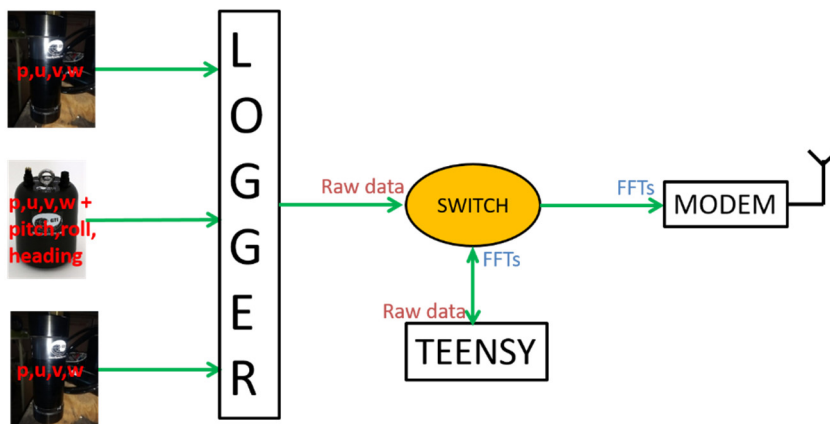 p,u,v,w
p,u,v,w +
pitch,roll,
heading
p,u,v,w
L
O
G
G
E
R
Raw data
SWITCH
FFTs
Raw data
TEENSY
FFTs
MODEM